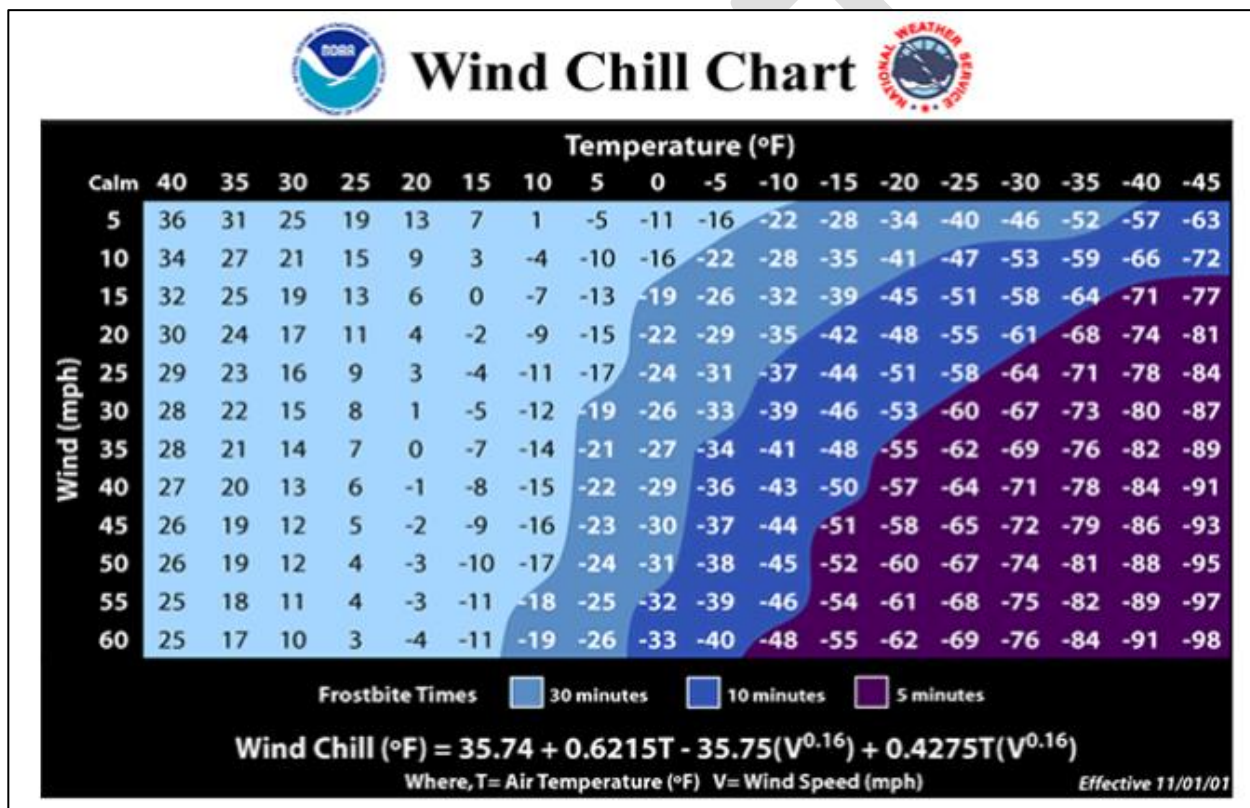 NOAA
Wind Chill Chart
NATIONAL WEATHER SERVICE
Temperature (ºF)
Calm 40 35 30 25 20 15 10 5 0 -5 -10 -15 -20 -25 -30 -35 -40 -45
Wind (mph)
5 36 31 25 19 13 7 1 -5 -11 -16 -22 -28 -34 -40 -46 -52 -57 -63
10 34 27 21 15 9 3 -4 -10 -16 -22 -28 -35 -41 -47 -53 -59 -66 -72
15 32 25 19 13 6 0 -7 -13 -19 -26 -32 -39 -45 -51 -58 -64 -71 -77
20 30 24 17 11 4 -2 -9 -15 -22 -29 -35 -42 -48 -55 -61 -68 -74 -81
25 29 23 16 9 3 -4 -11 -17 -24 -31 -37 -44 -51 -58 -64 -71 -78 -84
30 28 22 15 8 1 -5 -12 -19 -26 -33 -39 -46 -53 -60 -67 -73 -80 -87
35 28 21 14 7 0 -7 -14 -21 -27 -34 -41 -48 -55 -62 -69 -76 -82 -89
40 27 20 13 6 -1 -8 -15 -22 -29 -36 -43 -50 -57 -64 -71 -78 -84 -91
45 26 19 12 5 -2 -9 -16 -23 -30 -37 -44 -51 -58 -65 -72 -79 -86 -93
50 26 19 12 4 -3 -10 -17 -24 -31 -38 -45 -52 -60 -67 -74 -81 -88 -95
55 25 18 11 4 -3 -11 -18 -25 -32 -39 -46 -54 -61 -68 -75 -82 -89 -97
60 25 17 10 3 -4 -11 -19 -26 -33 -40 -48 -55 -62 -69 -76 -84 -91 -98
Frostbite Times 30 minutes 10 minutes 5 minutes
Wind Chill (ºF) = 35.74 + 0.6215T - 35.75(V^0.16) + 0.4275T(V^0.16)
Where, T= Air Temperature (ºF) V= Wind Speed (mph)
Effective 11/01/01